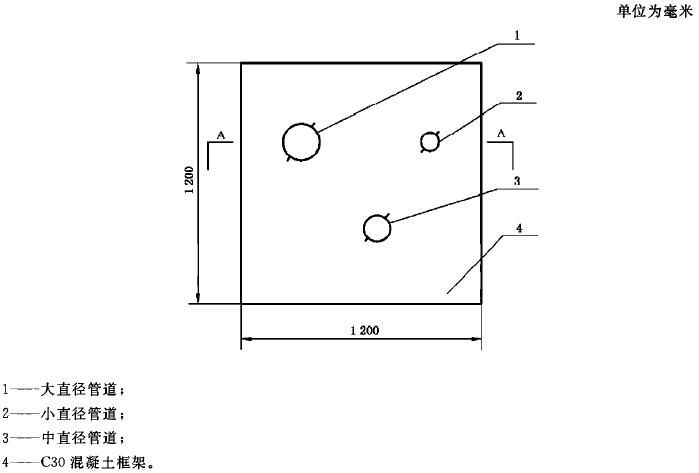 单位为毫米
1
2
A
A
1 200
3
4
1 200
1——大直径管道；
2——小直径管道；
3——中直径管道；
4——C30 混凝土框架。